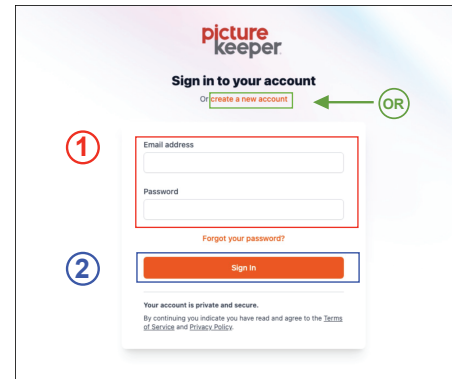 picture
keeper
Sign in to your account
Or create a new account
OR
1
Email address
Password
Forgot your password?
2
Sign In
Your account is private and secure.
By continuing you indicate you have read and agree to the Terms
of Service and Privacy Policy.